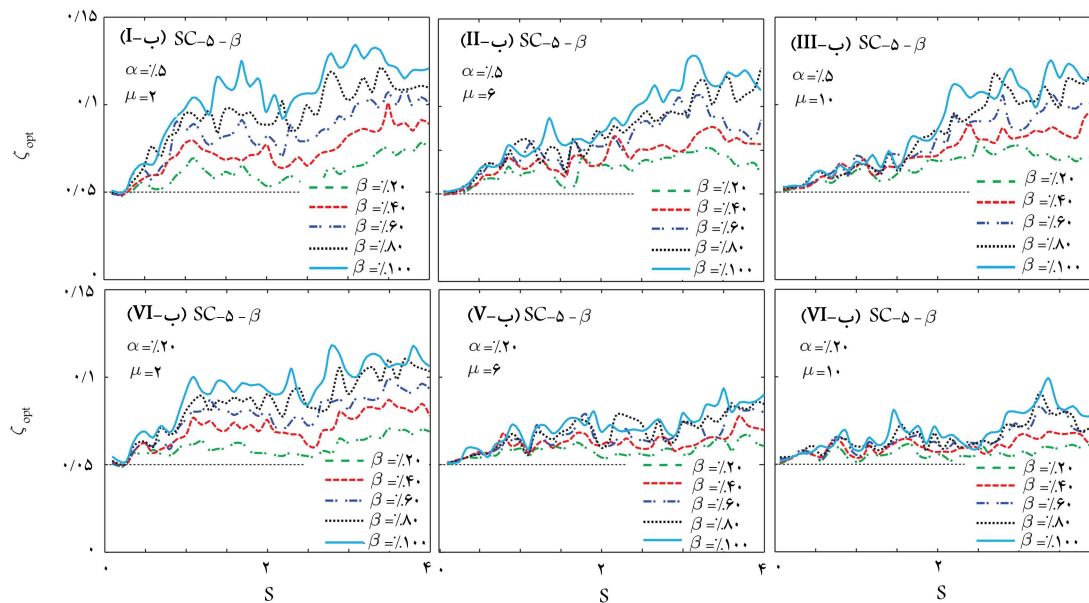 ۰/۱۵
(ب-I) SC-۵-β
α=٪۵
μ=۲
۰/۱
ζopt
۰/۰۵
۰
β=٪۲۰
β=٪۴۰
β=٪۶۰
β=٪۸۰
β=٪۱۰۰
(ب-II) SC-۵-β
α=٪۵
μ=۶
β=٪۲۰
β=٪۴۰
β=٪۶۰
β=٪۸۰
β=٪۱۰۰
(ب-III) SC-۵-β
α=٪۵
μ=۱۰
β=٪۲۰
β=٪۴۰
β=٪۶۰
β=٪۸۰
β=٪۱۰۰
۰/۱۵
(ب-VI) SC-۵-β
α=٪۲۰
μ=۲
۰/۱
ζopt
۰/۰۵
۰
β=٪۲۰
β=٪۴۰
β=٪۶۰
β=٪۸۰
β=٪۱۰۰
۰ ۲ ۴
S
(ب-V) SC-۵-β
α=٪۲۰
μ=۶
β=٪۲۰
β=٪۴۰
β=٪۶۰
β=٪۸۰
β=٪۱۰۰
۲ ۴
S
(ب-VI) SC-۵-β
α=٪۲۰
μ=۱۰
β=٪۲۰
β=٪۴۰
β=٪۶۰
β=٪۸۰
β=٪۱۰۰
۲
S